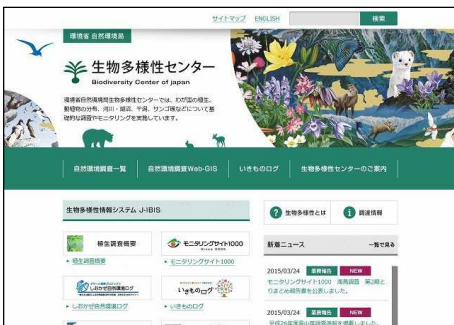 サイトマップ ENGLISH 検索
環境省 自然環境局
生物多様性センター
Biodiversity Center of Japan
環境省自然環境局生物多様性センターでは、わが国の植生、
動植物の分布、河川・湖沼、干潟、サンゴ礁などについて基
礎的な調査やモニタリングを実施しています。
自然環境調査一覧 自然環境調査Web-GIS いきものログ 生物多様性センターのご案内
生物多様性情報システム J-IBIS
植生調査概要
植生調査概要
モニタリングサイト1000
モニタリングサイト1000
しおかぜ自然環境ログ
しおかぜ自然環境ログ
いきものログ
いきものログ
生物多様性とは 調達情報
新着ニュース 一覧で見る
2015/03/24 業務報告 NEW
モニタリングサイト1000 海鳥調査 第2期と
りまとめ報告書を公表しました。
2015/03/24 業務報告 NEW